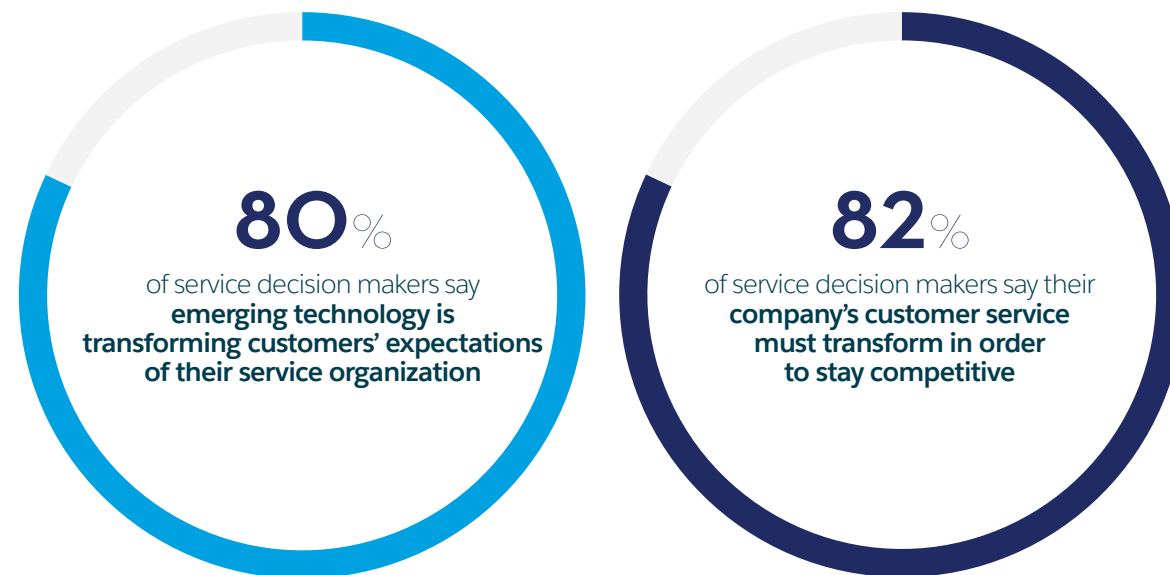 80%
of service decision makers say
emerging technology is
transforming customers’ expectations
of their service organization
82%
of service decision makers say their
company’s customer service
must transform in order
to stay competitive